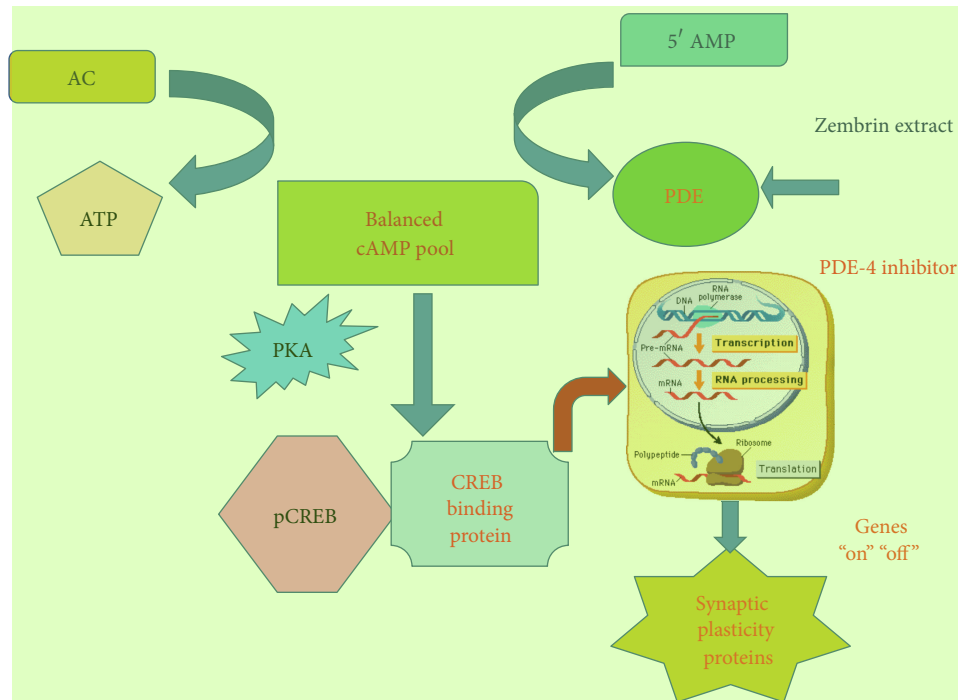 5′ AMP
AC
Zembrin extract
ATP
PDE
Balanced
cAMP pool
PDE-4 inhibitor
RNA
polymerase
DNA
Transcription
Pre-mRNA
RNA processing
mRNA
PKA
Ribosome
Polypeptide
Translation
mRNA
pCREB
CREB
binding
protein
Genes
“on” “off”
Synaptic
plasticity
proteins